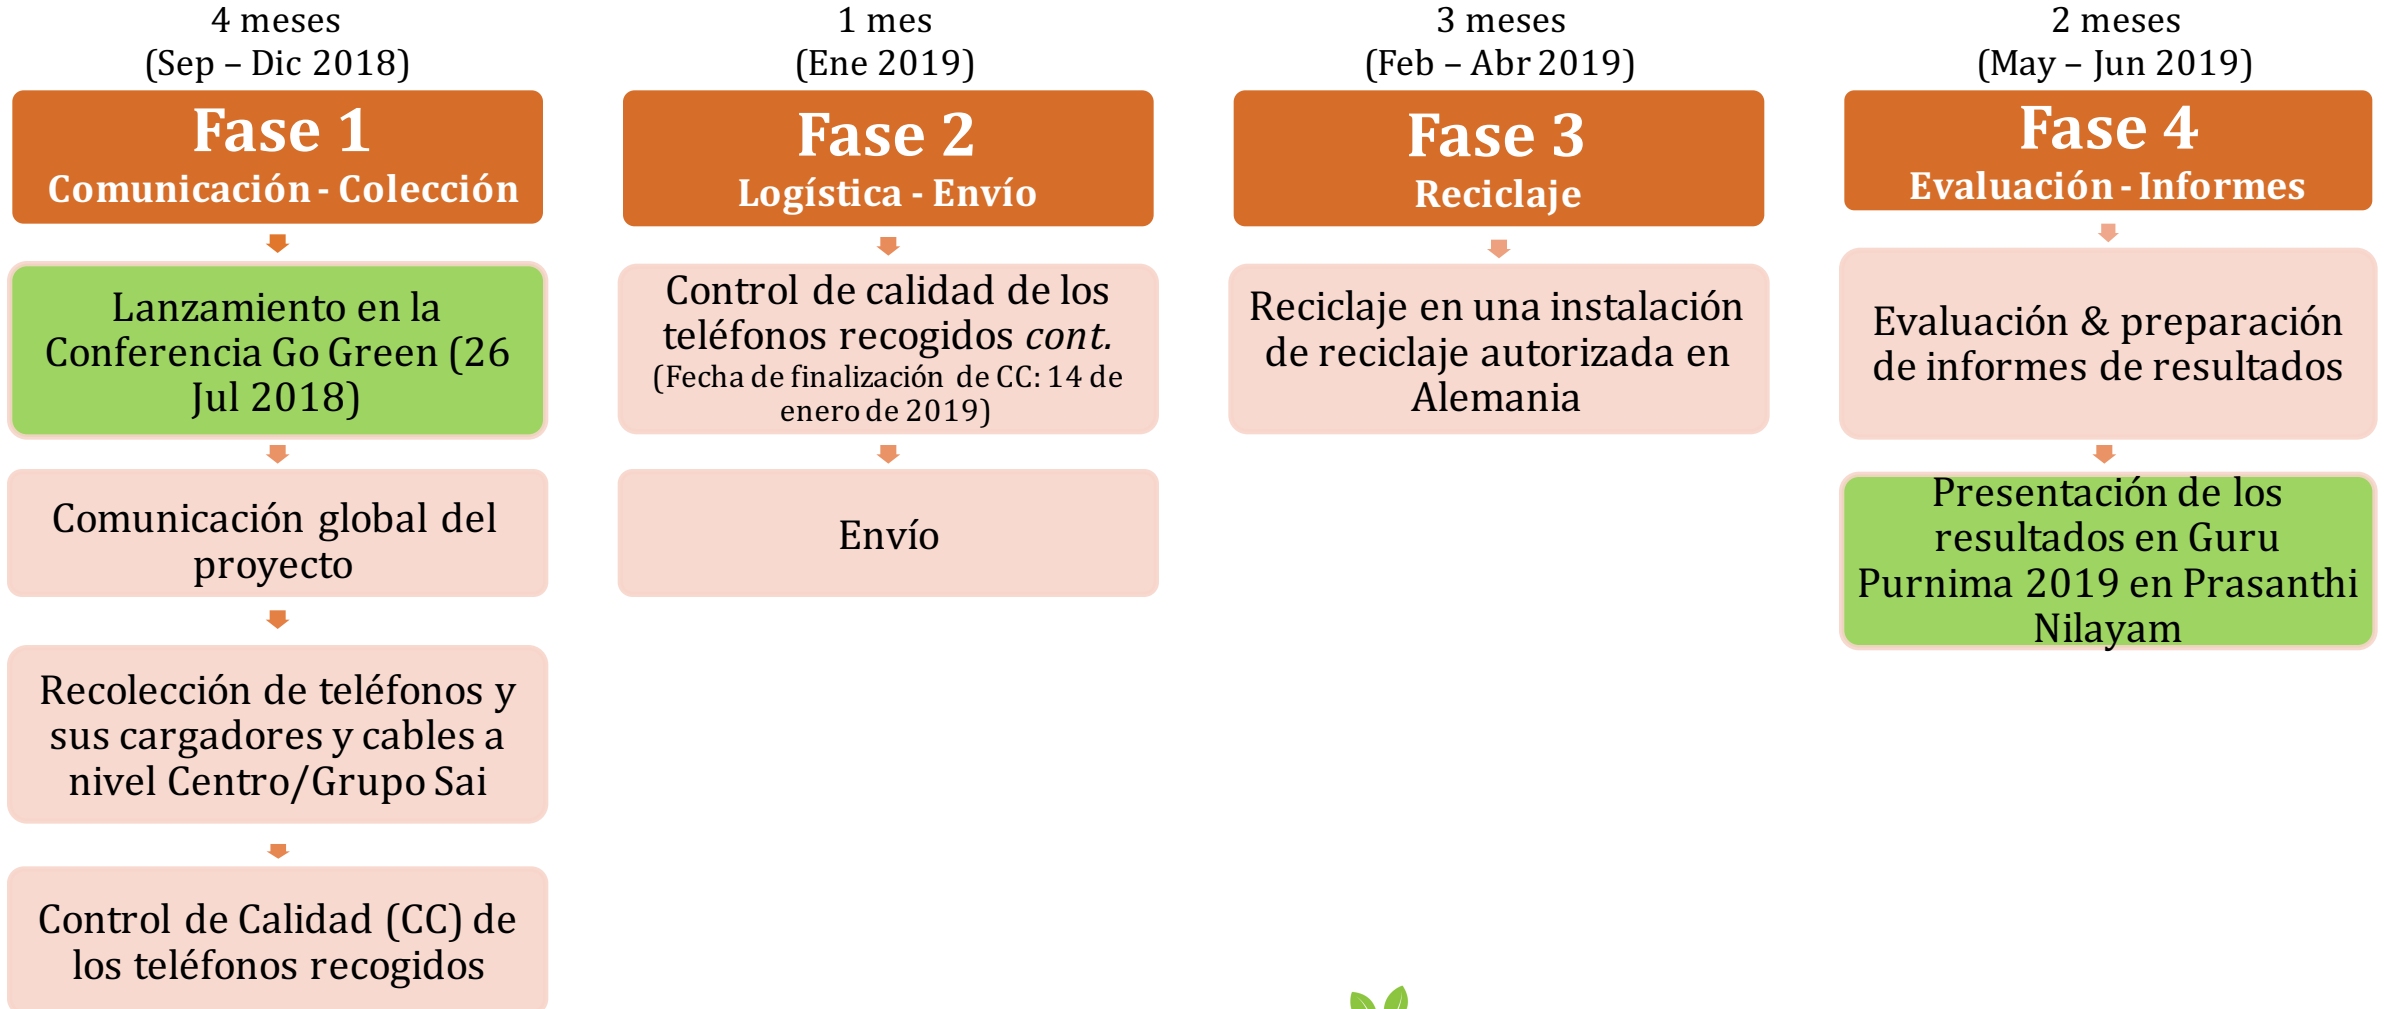 4 meses
(Sep – Dic 2018)
Fase 1
Comunicación - Colección
Lanzamiento en la
Conferencia Go Green (26
Jul 2018)
Comunicación global del
proyecto
Recolección de teléfonos y
sus cargadores y cables a
nivel Centro/Grupo Sai
Control de Calidad (CC) de
los teléfonos recogidos
1 mes
(Ene 2019)
Fase 2
Logística - Envío
Control de calidad de los
teléfonos recogidos cont.
(Fecha de finalización de CC: 14 de
enero de 2019)
Envío
3 meses
(Feb – Abr 2019)
Fase 3
Reciclaje
Reciclaje en una instalación
de reciclaje autorizada en
Alemania
2 meses
(May – Jun 2019)
Fase 4
Evaluación - Informes
Evaluación & preparación
de informes de resultados
Presentación de los
resultados en Guru
Purnima 2019 en Prasanthi
Nilayam